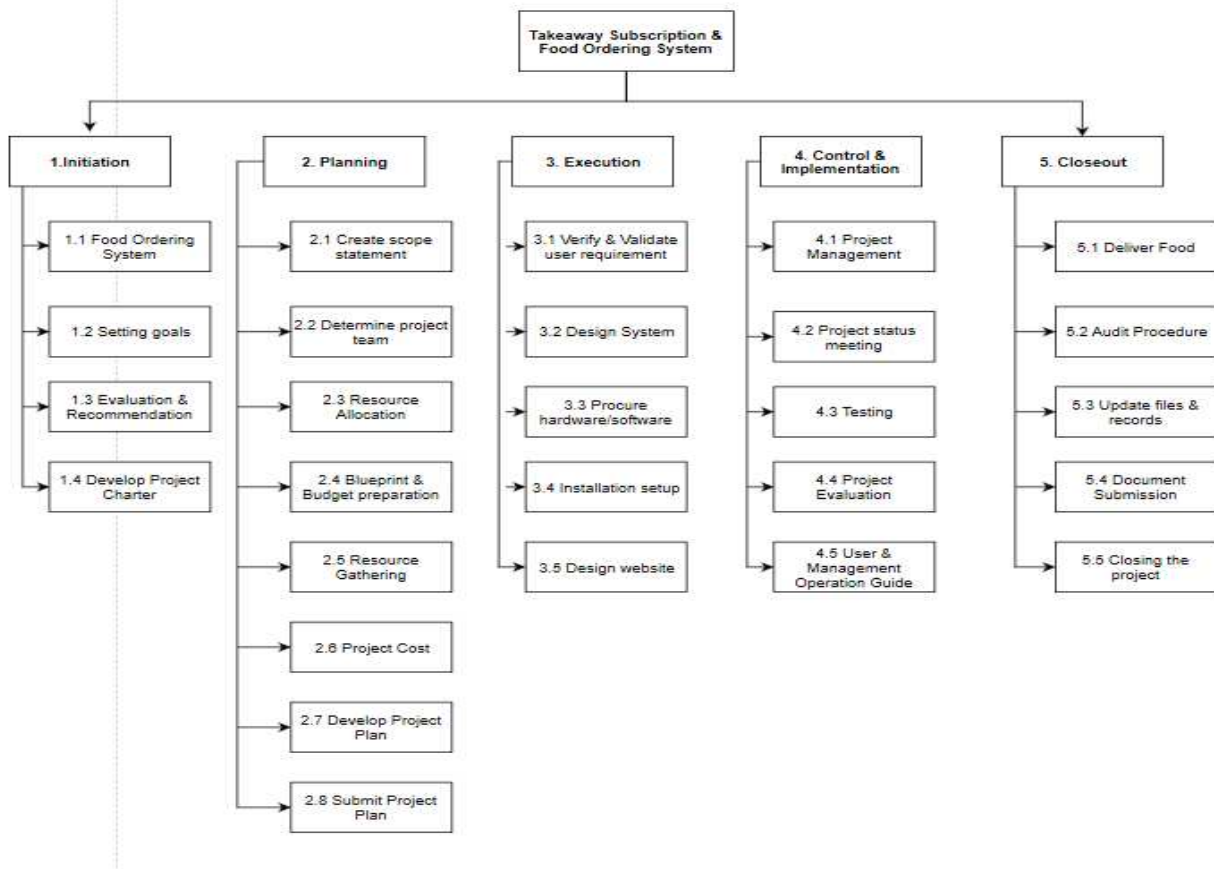 Takeaway Subscription &
Food Ordering System
1.Initiation
1.1 Food Ordering
System
1.2 Setting goals
1.3 Evaluation &
Recommendation
1.4 Develop Project
Charter
2. Planning
2.1 Create scope
statement
2.2 Determine project
team
2.3 Resource
Allocation
2.4 Blueprint &
Budget preparation
2.5 Resource
Gathering
2.6 Project Cost
2.7 Develop Project
Plan
2.8 Submit Project
Plan
3. Execution
3.1 Verify & Validate
user requirement
3.2 Design System
3.3 Procure
hardware/software
3.4 Installation setup
3.5 Design website
4. Control &
Implementation
4.1 Project
Management
4.2 Project status
meeting
4.3 Testing
4.4 Project
Evaluation
4.5 User &
Management
Operation Guide
5. Closeout
5.1 Deliver Food
5.2 Audit Procedure
5.3 Update files &
records
5.4 Document
Submission
5.5 Closing the
project